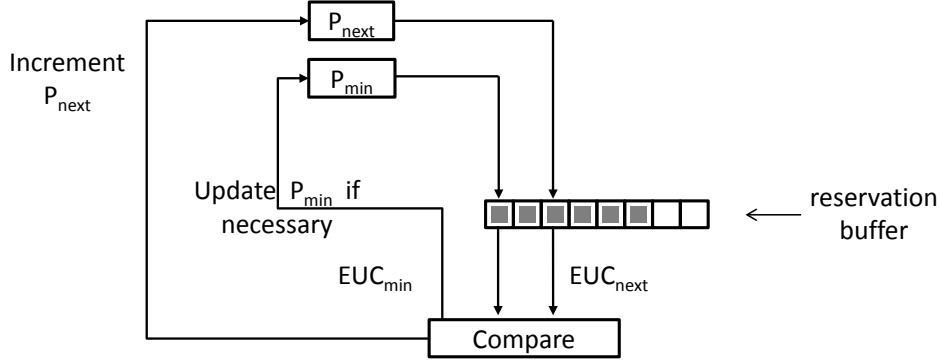 P_next
Increment
P_next
P_min
Update P_min if
necessary
reservation
buffer
EUC_min
EUC_next
Compare